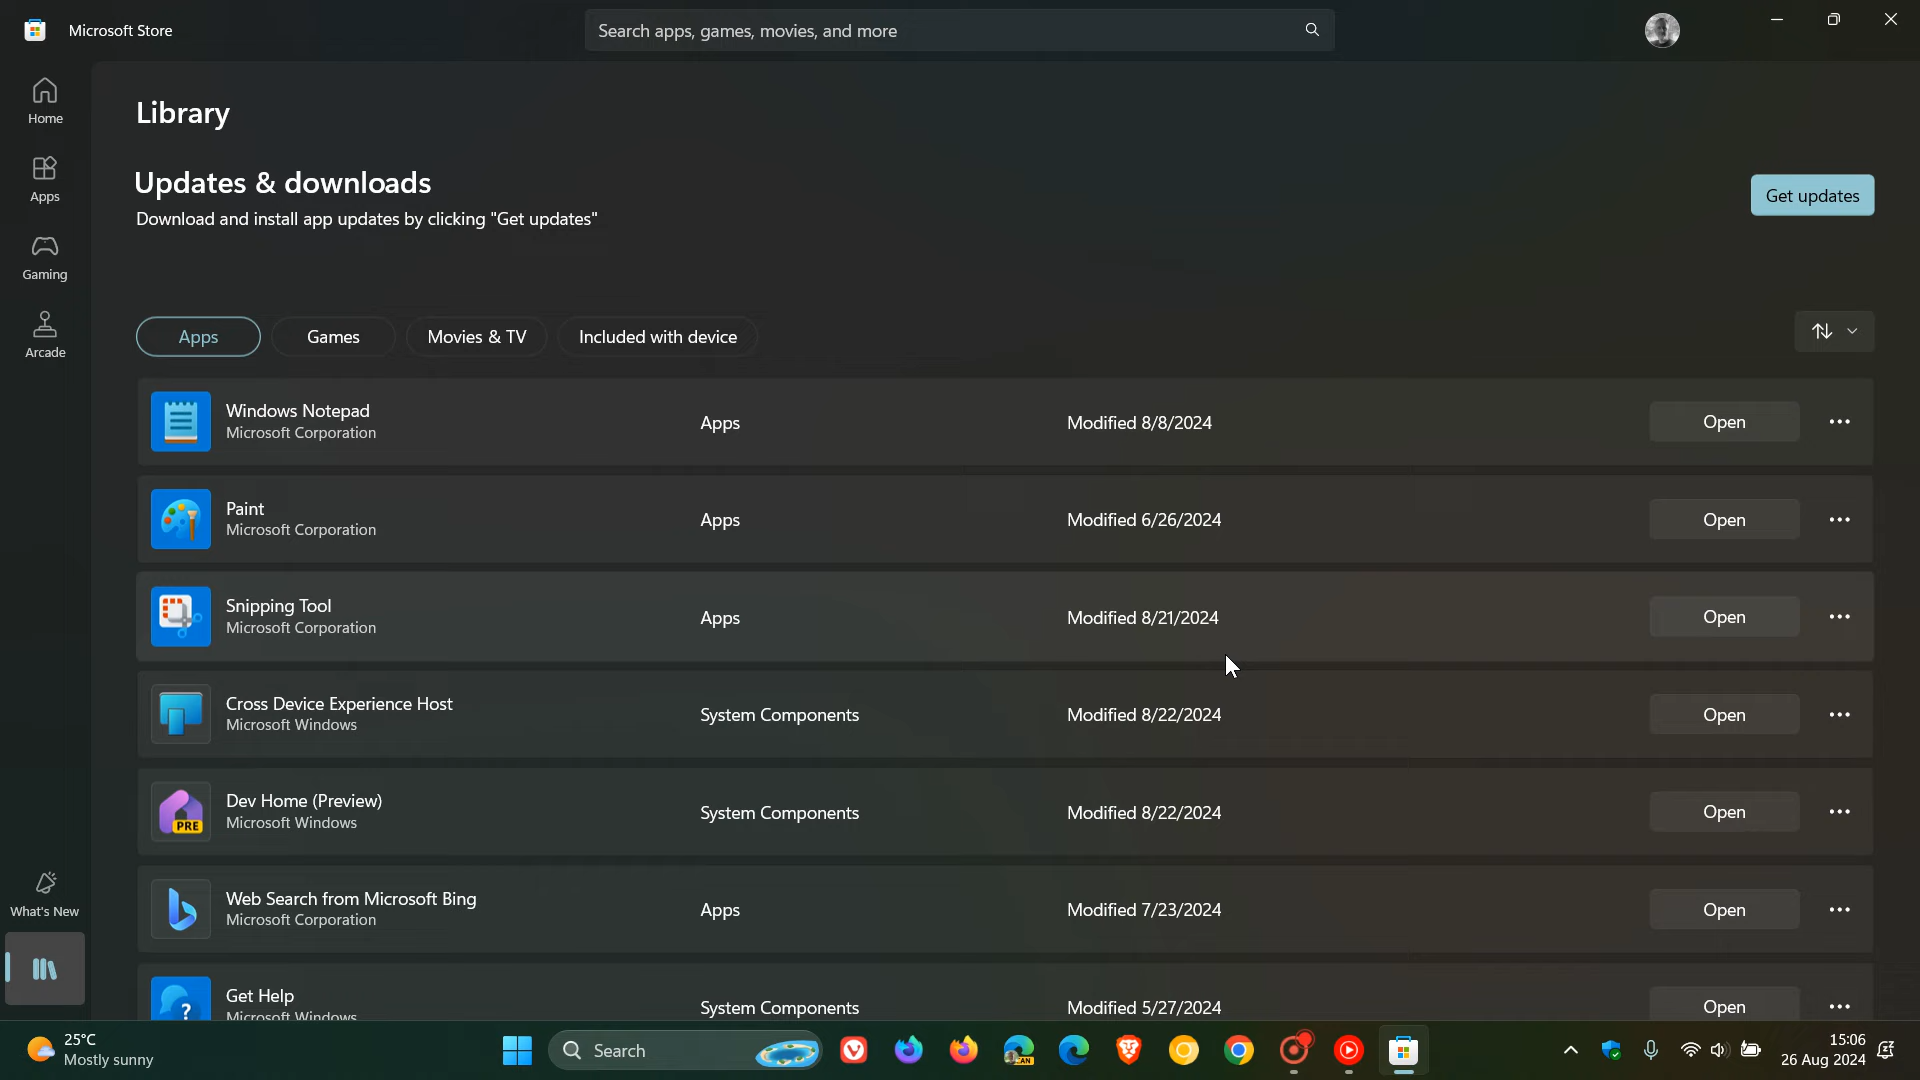 Microsoft Store
Search apps, games, movies, and more
Home
Apps
Gaming
Arcade
What's New
Library
Updates & downloads
Download and install app updates by clicking "Get updates"
Get updates
Apps
Games
Movies & TV
Included with device
Windows Notepad
Microsoft Corporation
Apps
Modified 8/8/2024
Open
Paint
Microsoft Corporation
Apps
Modified 6/26/2024
Open
Snipping Tool
Microsoft Corporation
Apps
Modified 8/21/2024
Open
Cross Device Experience Host
Microsoft Windows
System Components
Modified 8/22/2024
Open
PRE
Dev Home (Preview)
Microsoft Windows
System Components
Modified 8/22/2024
Open
Web Search from Microsoft Bing
Microsoft Corporation
Apps
Modified 7/23/2024
Open
Get Help
Microsoft Windows
System Components
Modified 5/27/2024
Open
25°C
Mostly sunny
Search
CAN
15:06
26 Aug 2024